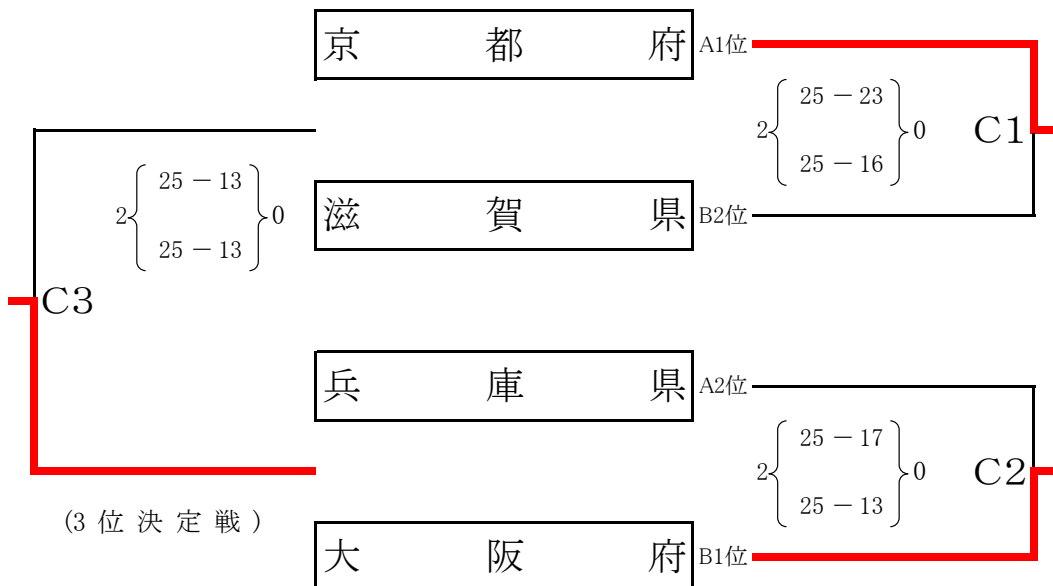 京都府 A1位
25 － 23
2 0 C1
25 － 16
25 － 13
2 0
25 － 13
滋賀県 B2位
C3
兵庫県 A2位
25 － 17
2 0 C2
25 － 13
(3位決定戦)
大阪府 B1位